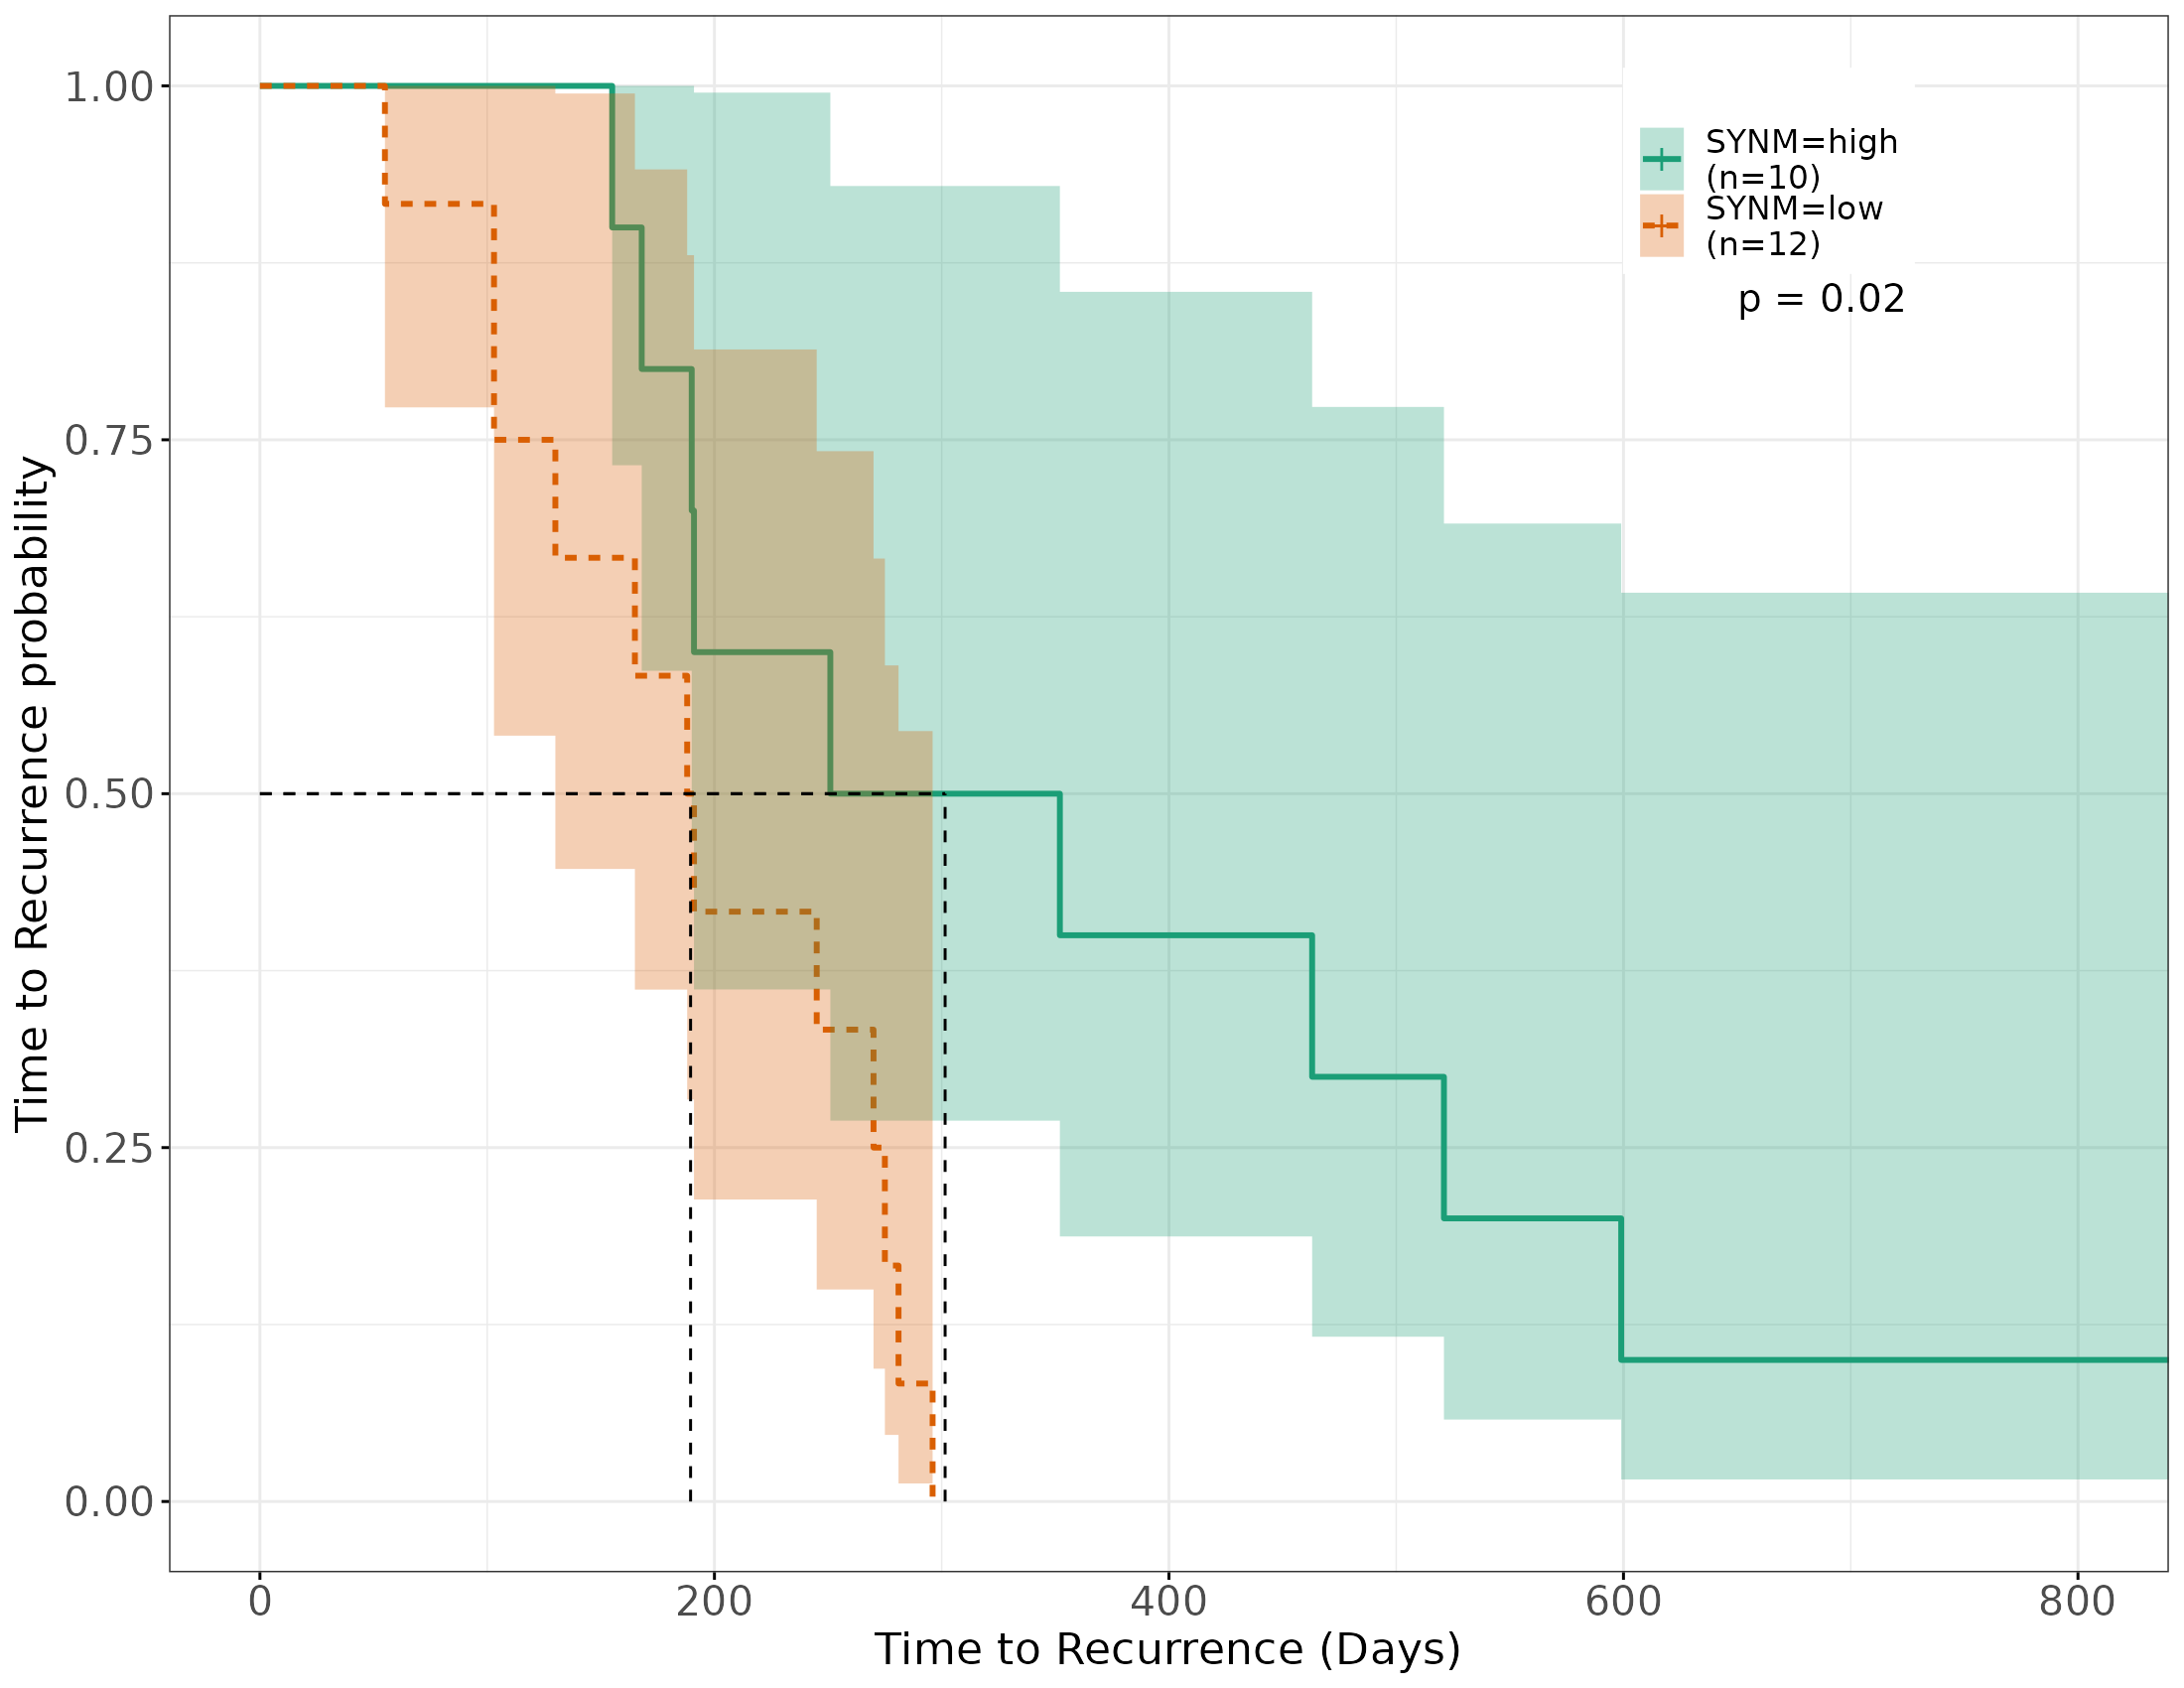 1.00
0.75
0.50
0.25
0.00
Time to Recurrence probability
SYNM=high
(n=10)
SYNM=low
(n=12)
p = 0.02
0
200
400
600
800
Time to Recurrence (Days)